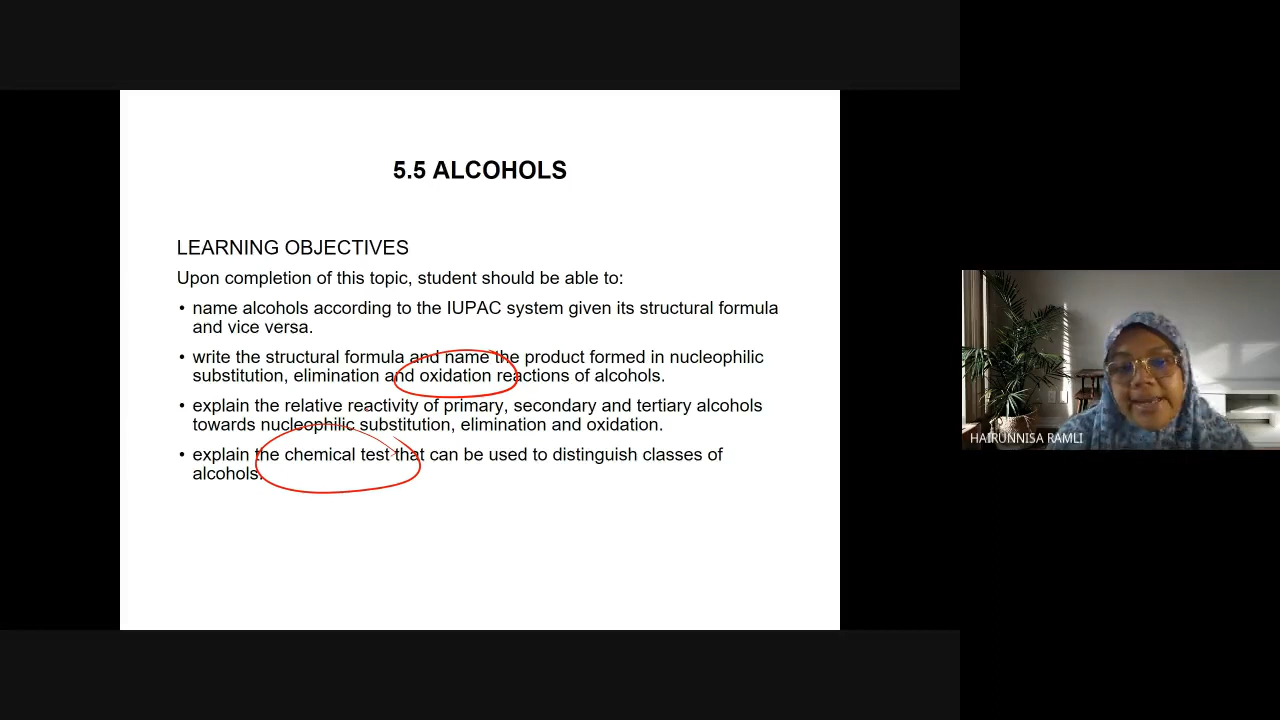 5.5 ALCOHOLS
LEARNING OBJECTIVES
Upon completion of this topic, student should be able to:
• name alcohols according to the IUPAC system given its structural formula
and vice versa.
• write the structural formula and name the product formed in nucleophilic
substitution, elimination and oxidation reactions of alcohols.
• explain the relative reactivity of primary, secondary and tertiary alcohols
towards nucleophilic substitution, elimination and oxidation.
• explain the chemical test that can be used to distinguish classes of
alcohols.
HAIRUNNISA RAMLI